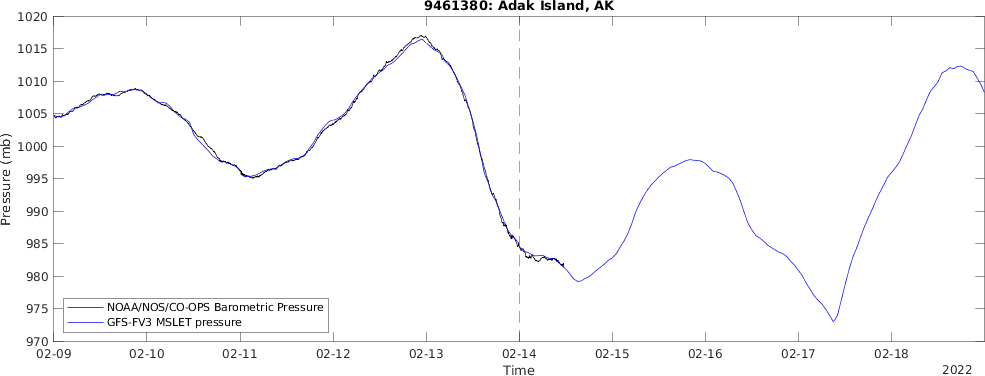 9461380: Adak Island, AK
1020
1015
1010
1005
1000
995
990
985
980
975
970
Pressure (mb)
NOAA/NOS/CO-OPS Barometric Pressure
GFS-FV3 MSLET pressure
02-09 02-10 02-11 02-12 02-13 02-14 02-15 02-16 02-17 02-18
Time
2022